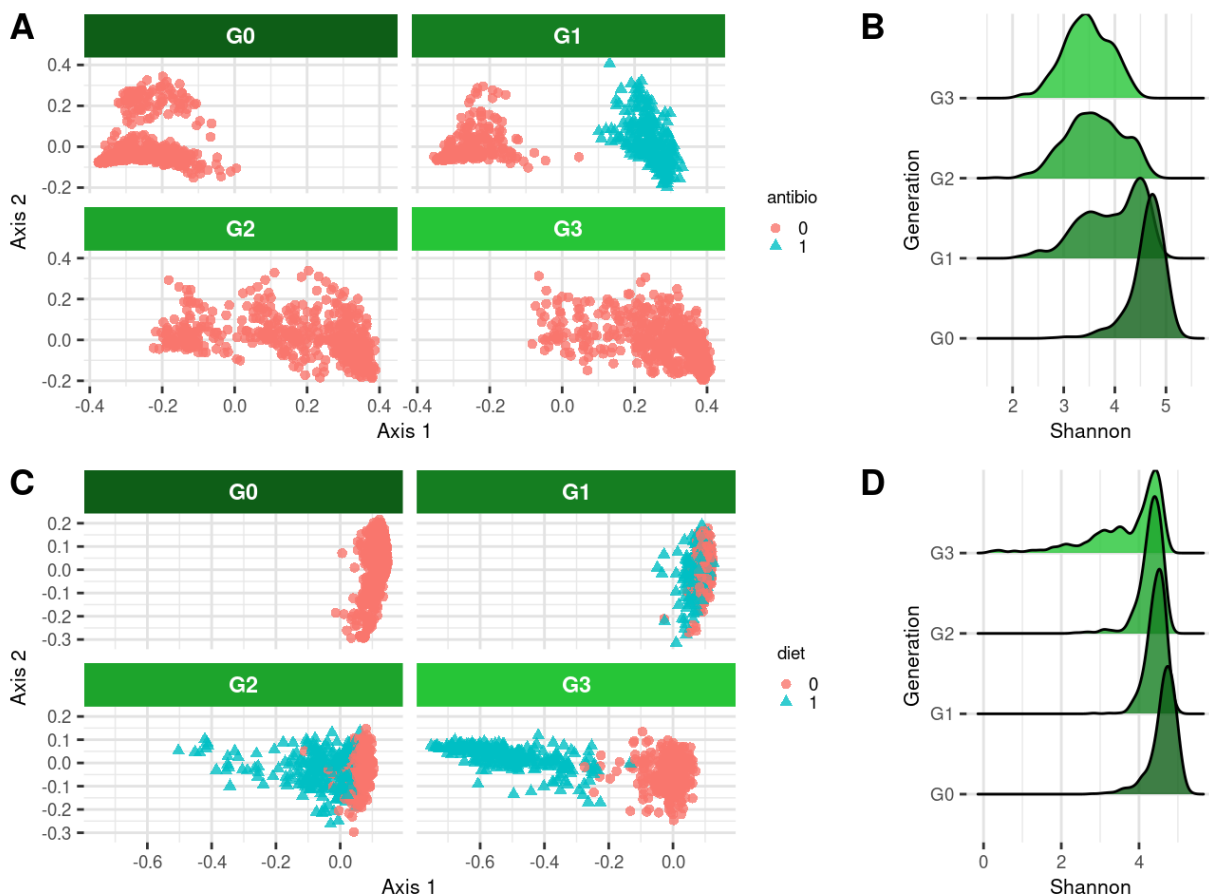 A
G0
G1
0.4
0.2
0.0
-0.2
G2
G3
0.4
0.2
0.0
-0.2
-0.4 -0.2 0.0 0.2 0.4
-0.4 -0.2 0.0 0.2 0.4
Axis 1
Axis 2
antibio
0
1
B
G3
G2
G1
G0
Generation
2 3 4 5
Shannon
C
G0
G1
0.2
0.1
0.0
-0.1
-0.2
-0.3
G2
G3
0.2
0.1
0.0
-0.1
-0.2
-0.3
-0.6 -0.4 -0.2 0.0
-0.6 -0.4 -0.2 0.0
Axis 1
Axis 2
diet
0
1
D
G3
G2
G1
G0
Generation
0 2 4
Shannon